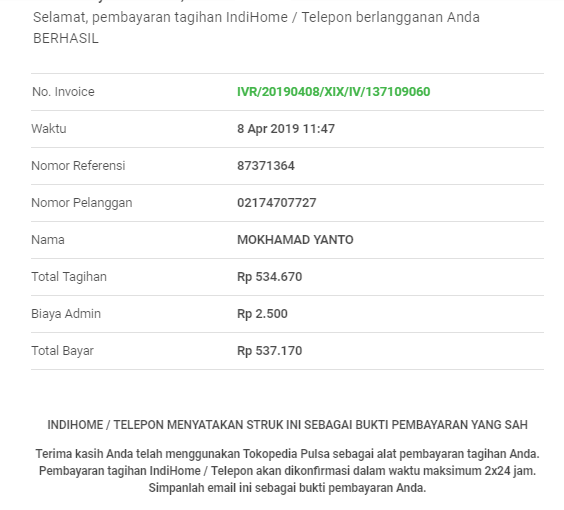 Selamat, pembayaran tagihan IndiHome / Telepon berlangganan Anda
BERHASIL
No. Invoice IVR/20190408/XIX/IV/137109060
Waktu 8 Apr 2019 11:47
Nomor Referensi 87371364
Nomor Pelanggan 02174707727
Nama MOKHAMAD YANTO
Total Tagihan Rp 534.670
Biaya Admin Rp 2.500
Total Bayar Rp 537.170
INDIHOME / TELEPON MENYATAKAN STRUK INI SEBAGAI BUKTI PEMBAYARAN YANG SAH
Terima kasih Anda telah menggunakan Tokopedia Pulsa sebagai alat pembayaran tagihan Anda.
Pembayaran tagihan IndiHome / Telepon akan dikonfirmasi dalam waktu maksimum 2x24 jam.
Simpanlah email ini sebagai bukti pembayaran Anda.